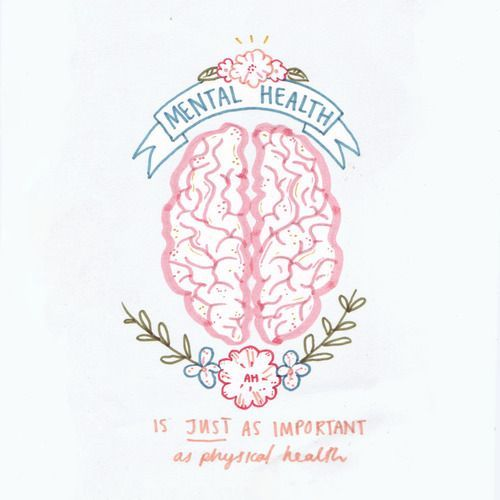 MENTAL HEALTH
AH
IS JUST AS IMPORTANT
as physical health